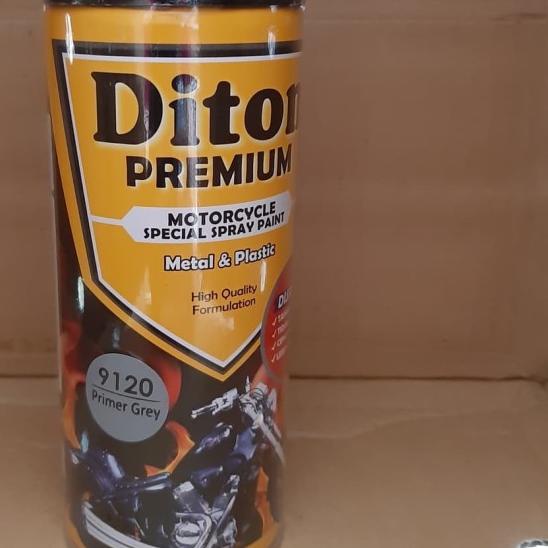 Diton
PREMIUM
MOTORCYCLE
SPECIAL SPRAY PAINT
Metal & Plastic
High Quality
Formulation
9120
Primer Grey